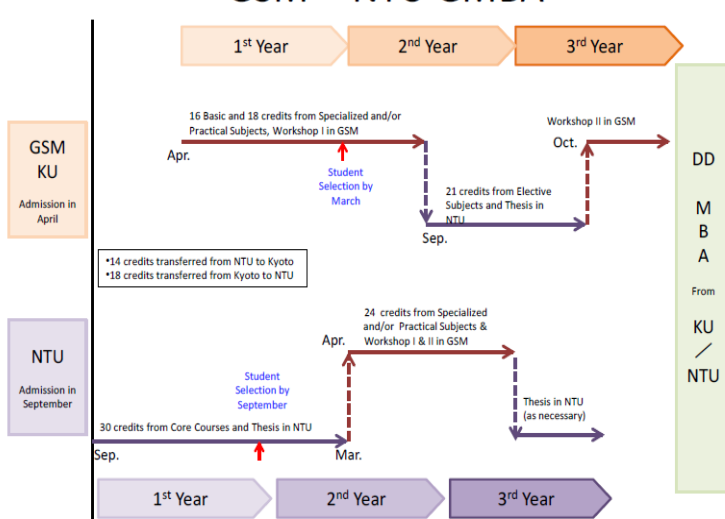 1st Year
2nd Year
3rd Year
GSM
KU
Admission in
April
16 Basic and 18 credits from Specialized and/or
Practical Subjects, Workshop I in GSM
Apr.
Student
Selection by
March
Workshop II in GSM
Oct.
21 credits from Elective
Subjects and Thesis in
NTU
Sep.
•14 credits transferred from NTU to Kyoto
•18 credits transferred from Kyoto to NTU
DD
M
B
A
From
KU
／
NTU
NTU
Admission in
September
24 credits from Specialized
and/or Practical Subjects &
Workshop I & II in GSM
Apr.
Student
Selection by
September
30 credits from Core Courses and Thesis in NTU
Sep.
Mar.
Thesis in NTU
(as necessary)
1st Year
2nd Year
3rd Year